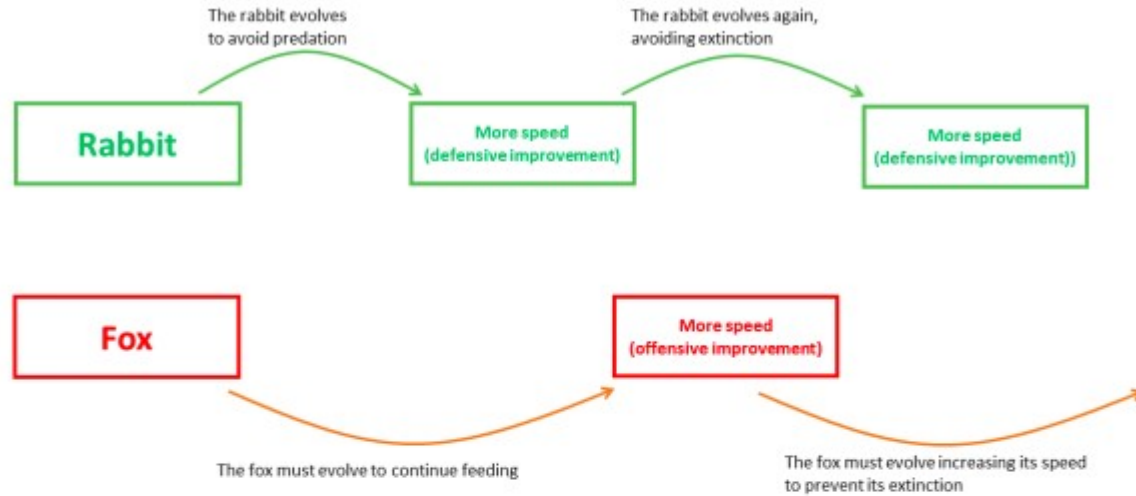 The rabbit evolves
to avoid predation
The rabbit evolves again,
avoiding extinction
Rabbit
More speed
(defensive improvement)
More speed
(defensive improvement))
Fox
More speed
(offensive improvement)
The fox must evolve to continue feeding
The fox must evolve increasing its speed
to prevent its extinction